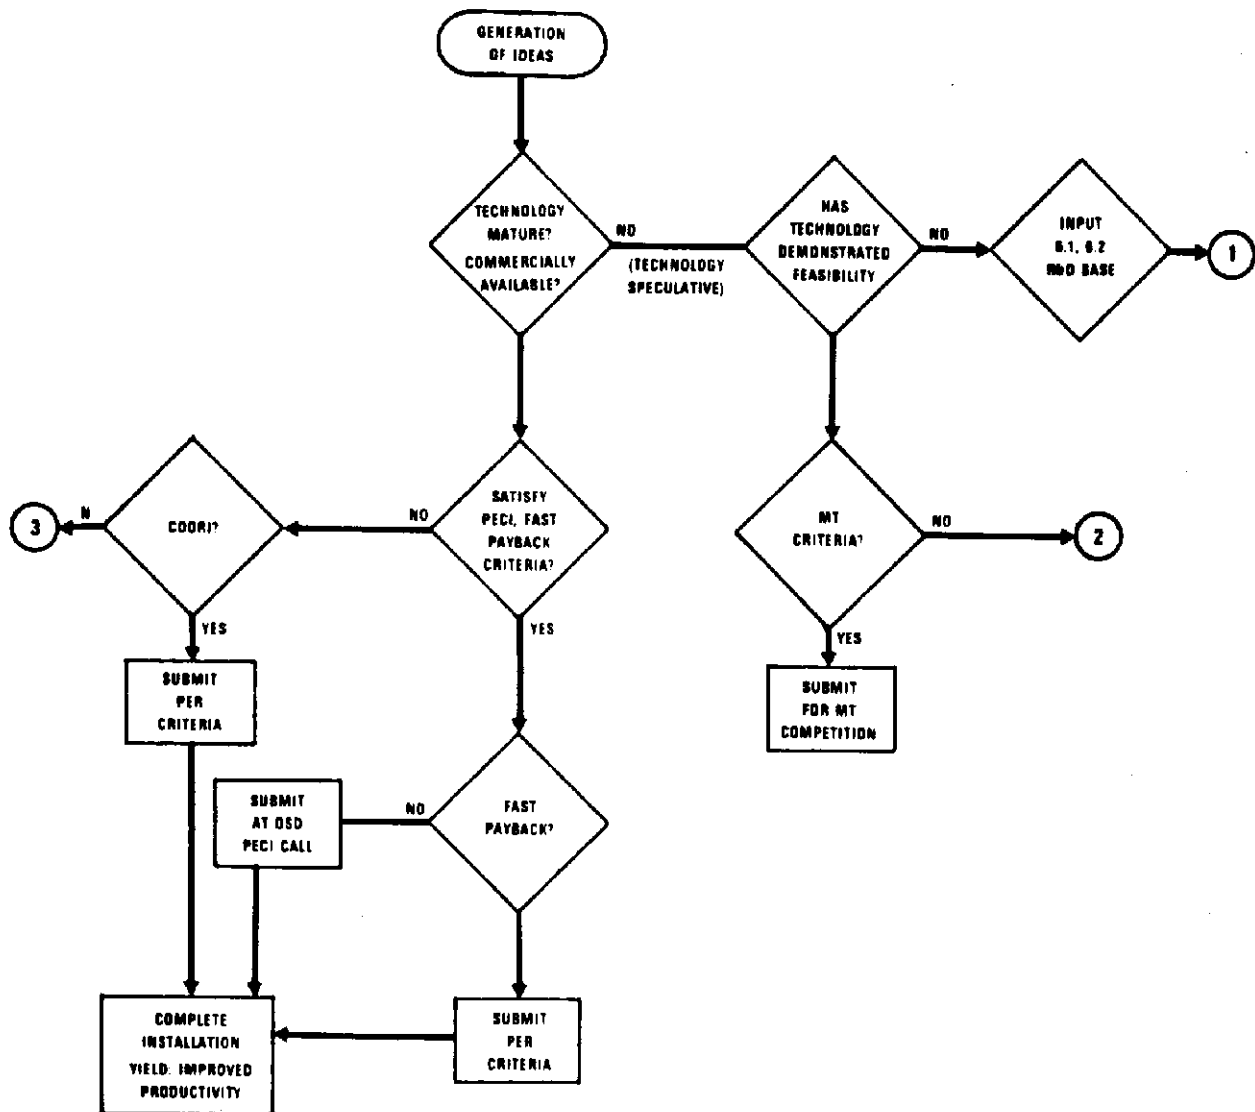 GENERATION
OF IDEAS
TECHNOLOGY
MATURE?
COMMERCIALLY
AVAILABLE?
NO
(TECHNOLOGY
SPECULATIVE)
HAS
TECHNOLOGY
DEMONSTRATED
FEASIBILITY
NO
INPUT
6.1, 6.2
R&D BASE
1
3
N
CODRI?
NO
SATISFY
PECI, FAST
PAYBACK
CRITERIA?
MT
CRITERIA?
NO
2
YES
SUBMIT
PER
CRITERIA
YES
YES
SUBMIT
FOR MT
COMPETITION
SUBMIT
AT OSD
PECI CALL
NO
FAST
PAYBACK?
COMPLETE
INSTALLATION
YIELD: IMPROVED
PRODUCTIVITY
SUBMIT
PER
CRITERIA